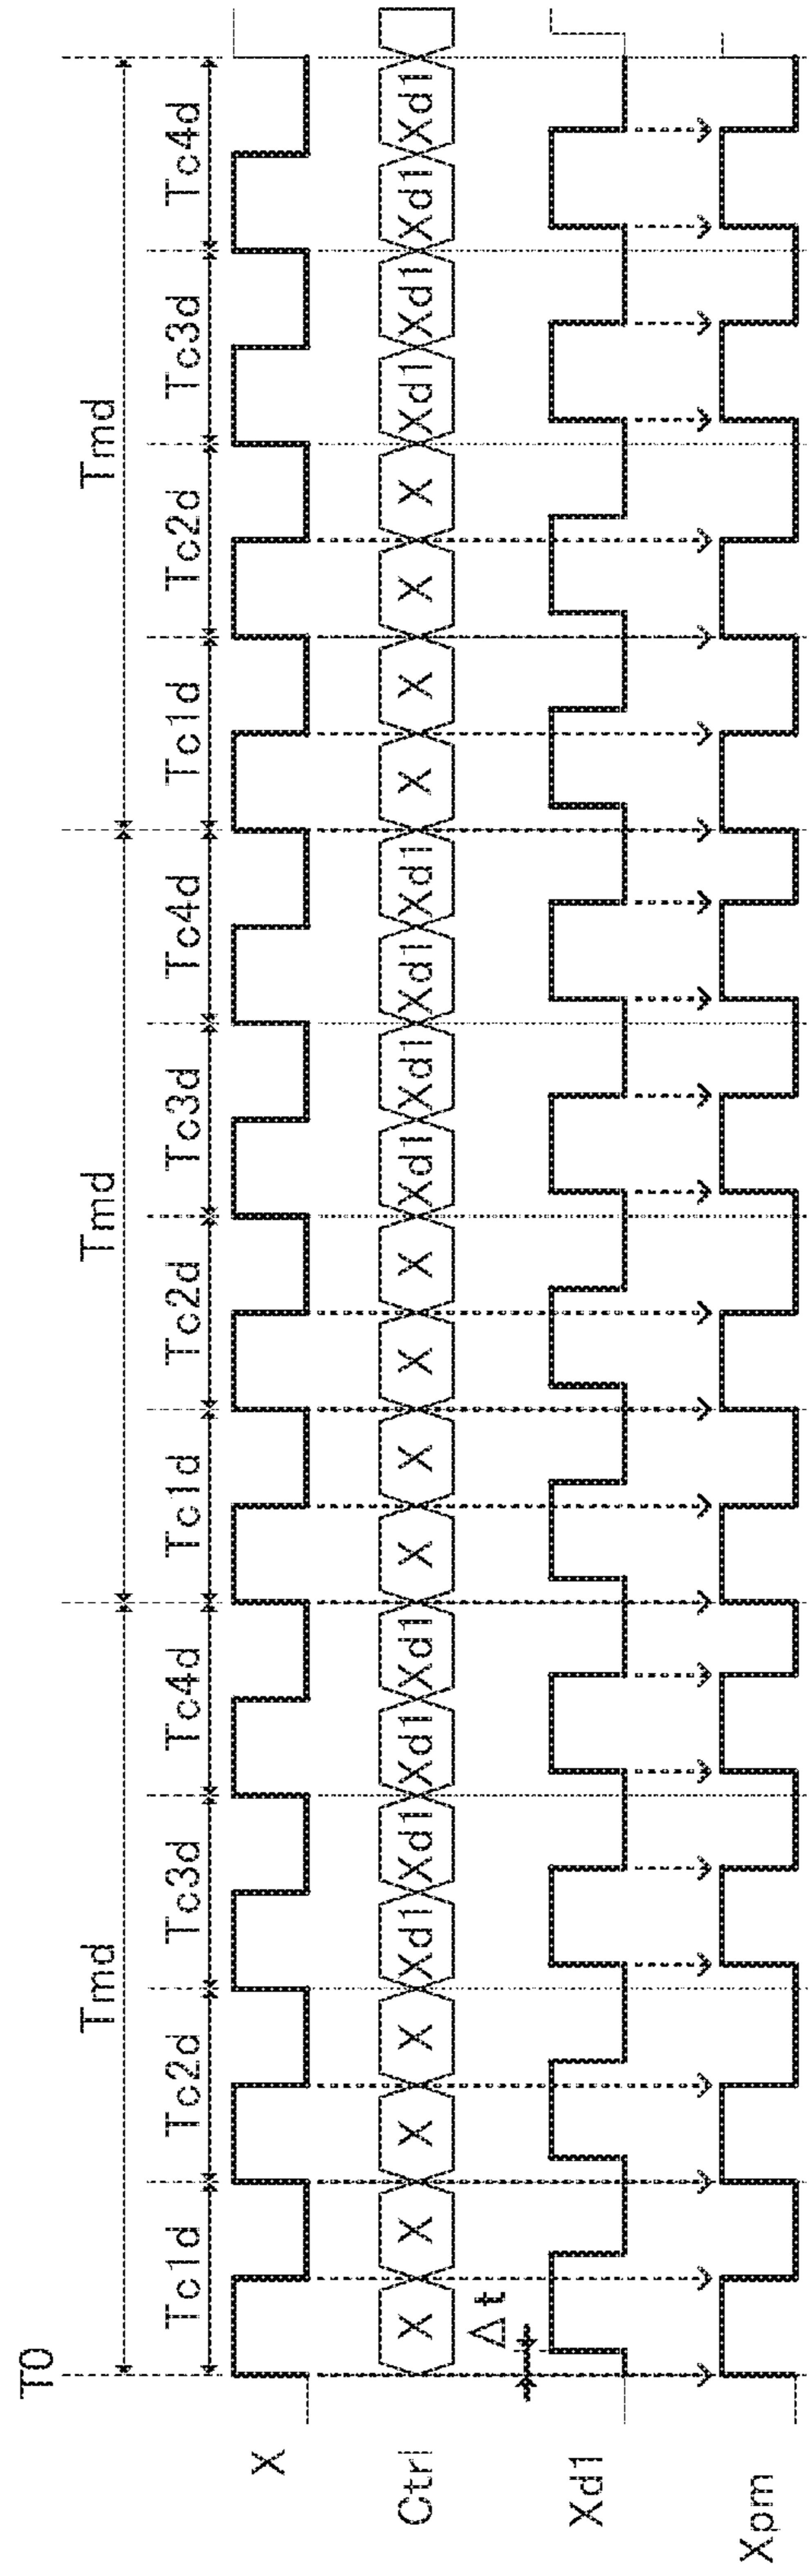 T0
Tmd Tmd Tmd
Tc1d Tc2d Tc3d Tc4d Tc1d Tc2d Tc3d Tc4d Tc1d Tc2d Tc3d Tc4d
X
Ctrl X X X X Xd1 Xd1 Xd1 Xd1 X X X X Xd1 Xd1 Xd1 Xd1 X X X X Xd1 Xd1 Xd1 Xd1
Δt
Xd1
Xpm